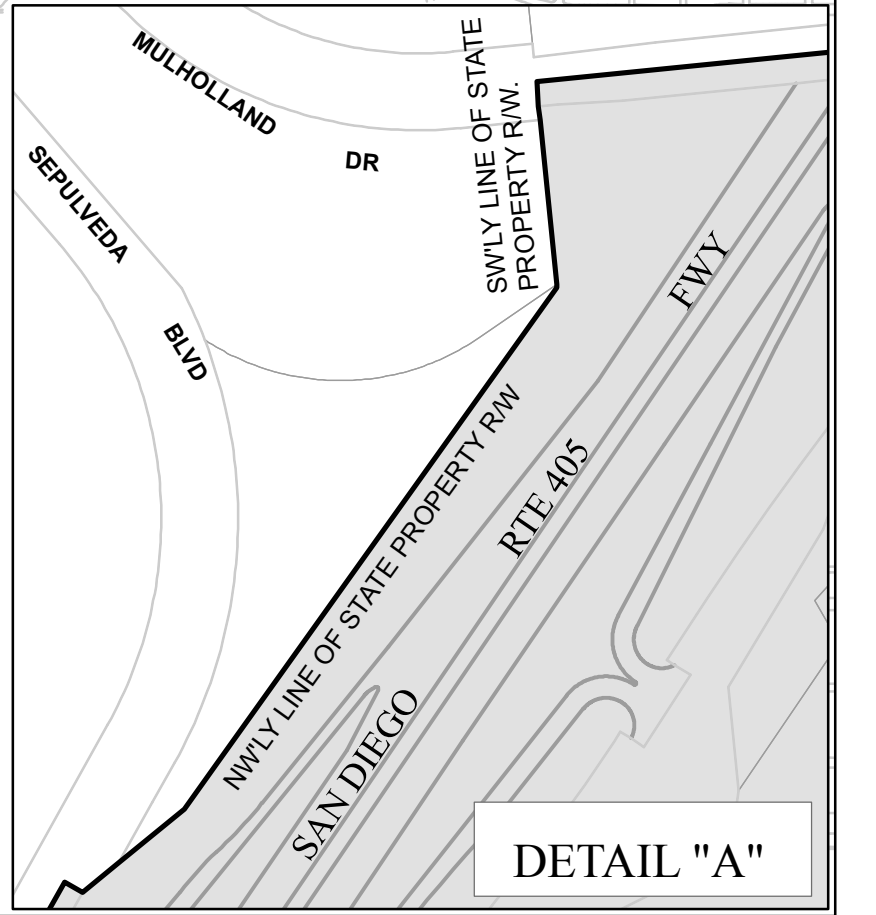 MULHOLLAND
DR
SW'LY LINE OF STATE
PROPERTY R/W.
SEPULVEDA
BLVD
FWY
RTE 405
NW'LY LINE OF STATE PROPERTY R/W
SAN DIEGO
DETAIL "A"